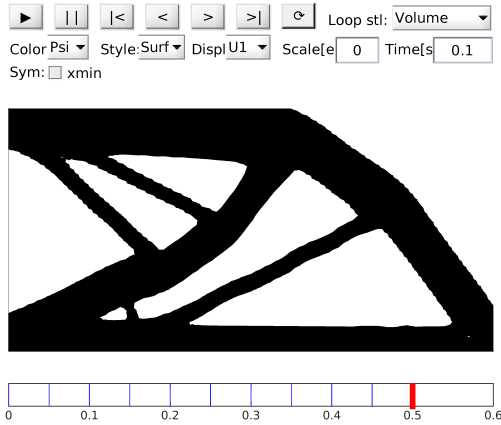 ▶ | | |< < > >| ⟳ Loop stl: Volume
Color Psi Style: Surf Displ U1 Scale[e 0 Time[s 0.1
Sym: xmin
0 0.1 0.2 0.3 0.4 0.5 0.6